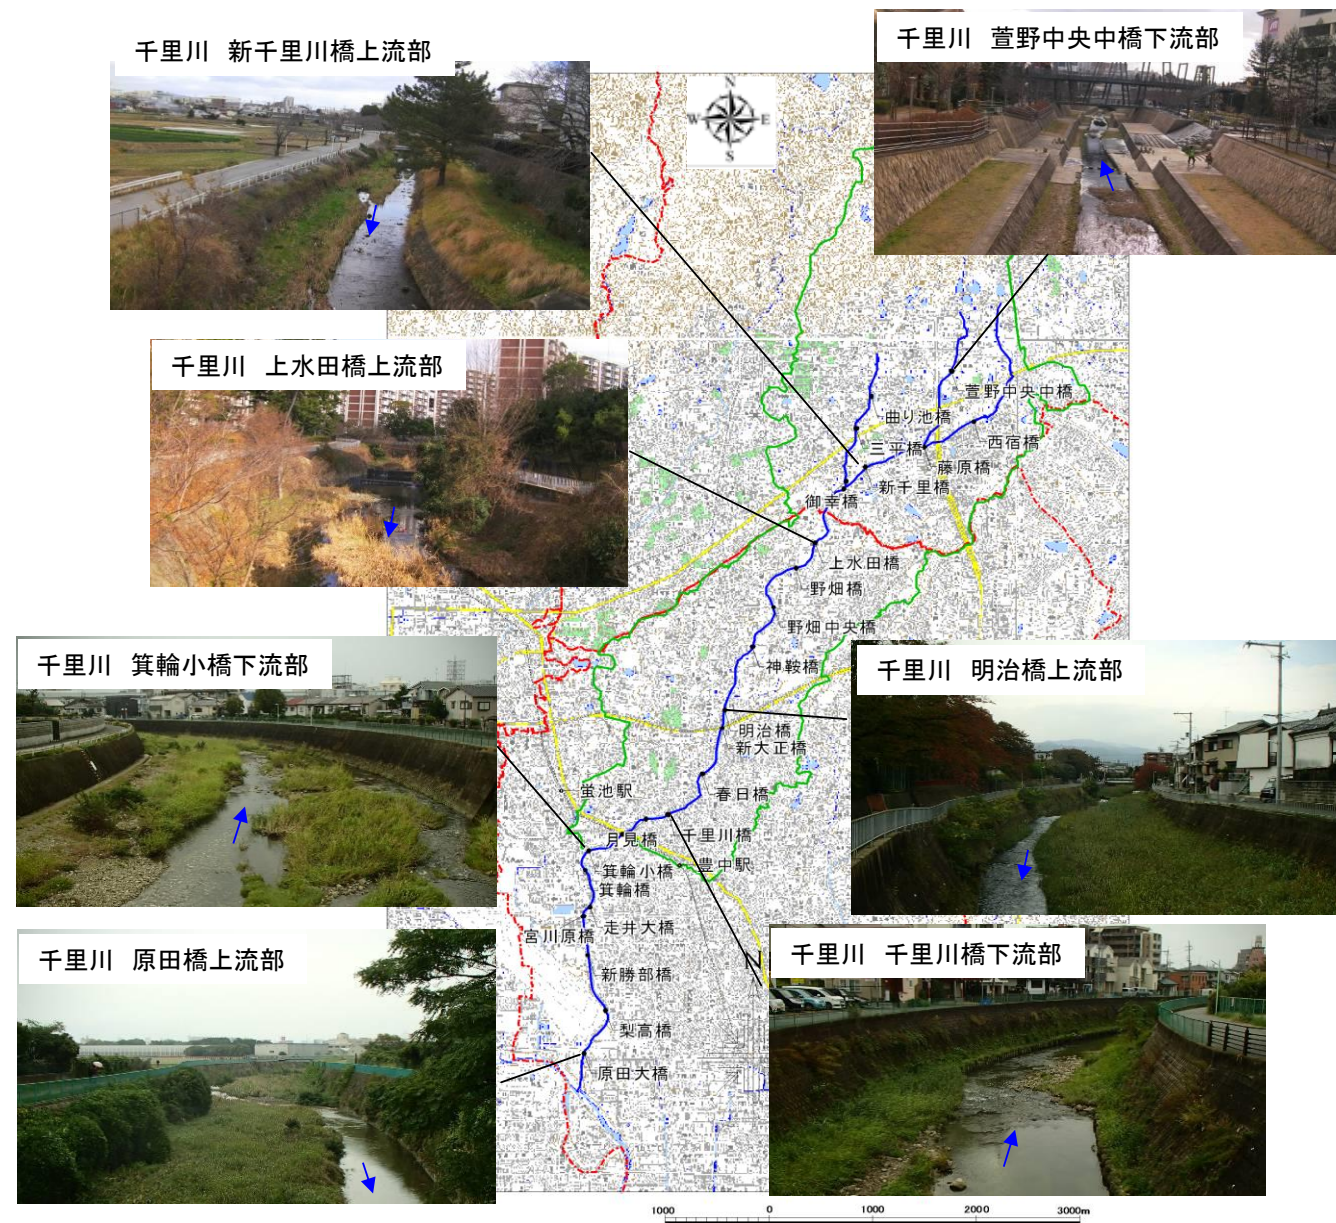 千里川　新千里川橋上流部
千里川　萱野中央中橋下流部
N
W E
S
千里川　上水田橋上流部
萱野中央中橋
曲り池橋
三平橋
西宿橋
藤原橋
新千里橋
御幸橋
上水田橋
野畑橋
野畑中央橋
神鞍橋
千里川　箕輪小橋下流部
千里川　明治橋上流部
明治橋
新大正橋
春日橋
蛍池駅
千里川橋
月見橋
豊中駅
箕輪小橋
箕輪橋
走井大橋
宮川原橋
千里川　原田橋上流部
千里川　千里川橋下流部
新勝部橋
梨高橋
原田大橋
1000 0 1000 2000 3000m